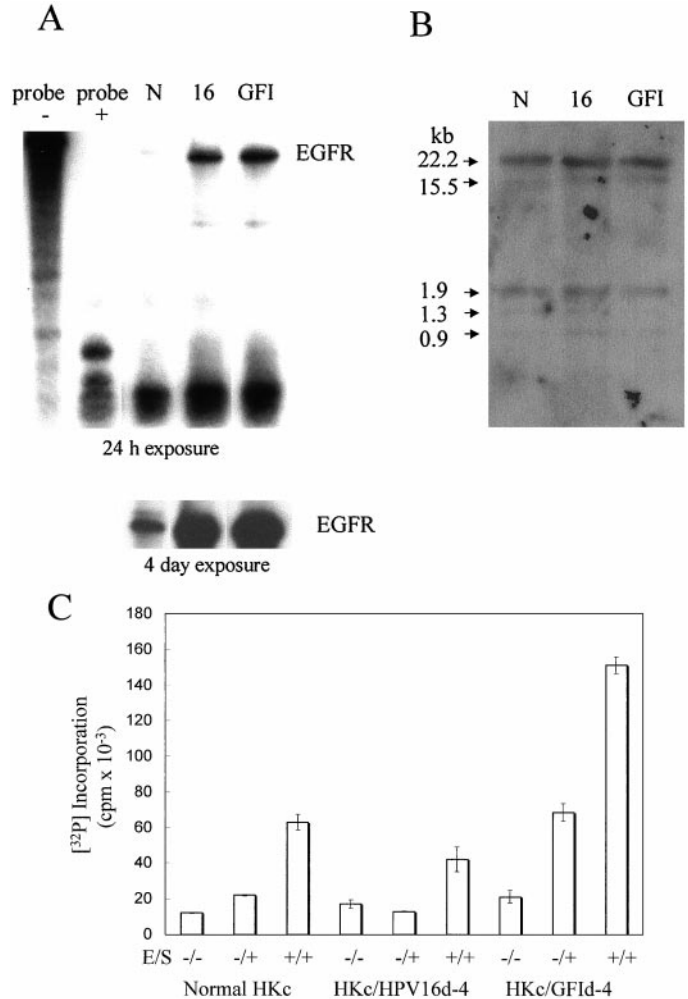 A
probe - probe + N 16 GFI
EGFR
24 h exposure
EGFR
4 day exposure
B
N 16 GFI
kb
22.2
15.5
1.9
1.3
0.9
C
[³²P] Incorporation
(cpm x 10⁻³)
180
160
140
120
100
80
60
40
20
0
E/S -/- -/+ +/+ -/- -/+ +/+ -/- -/+ +/+
Normal HKc HKc/HPV16d-4 HKc/GFId-4